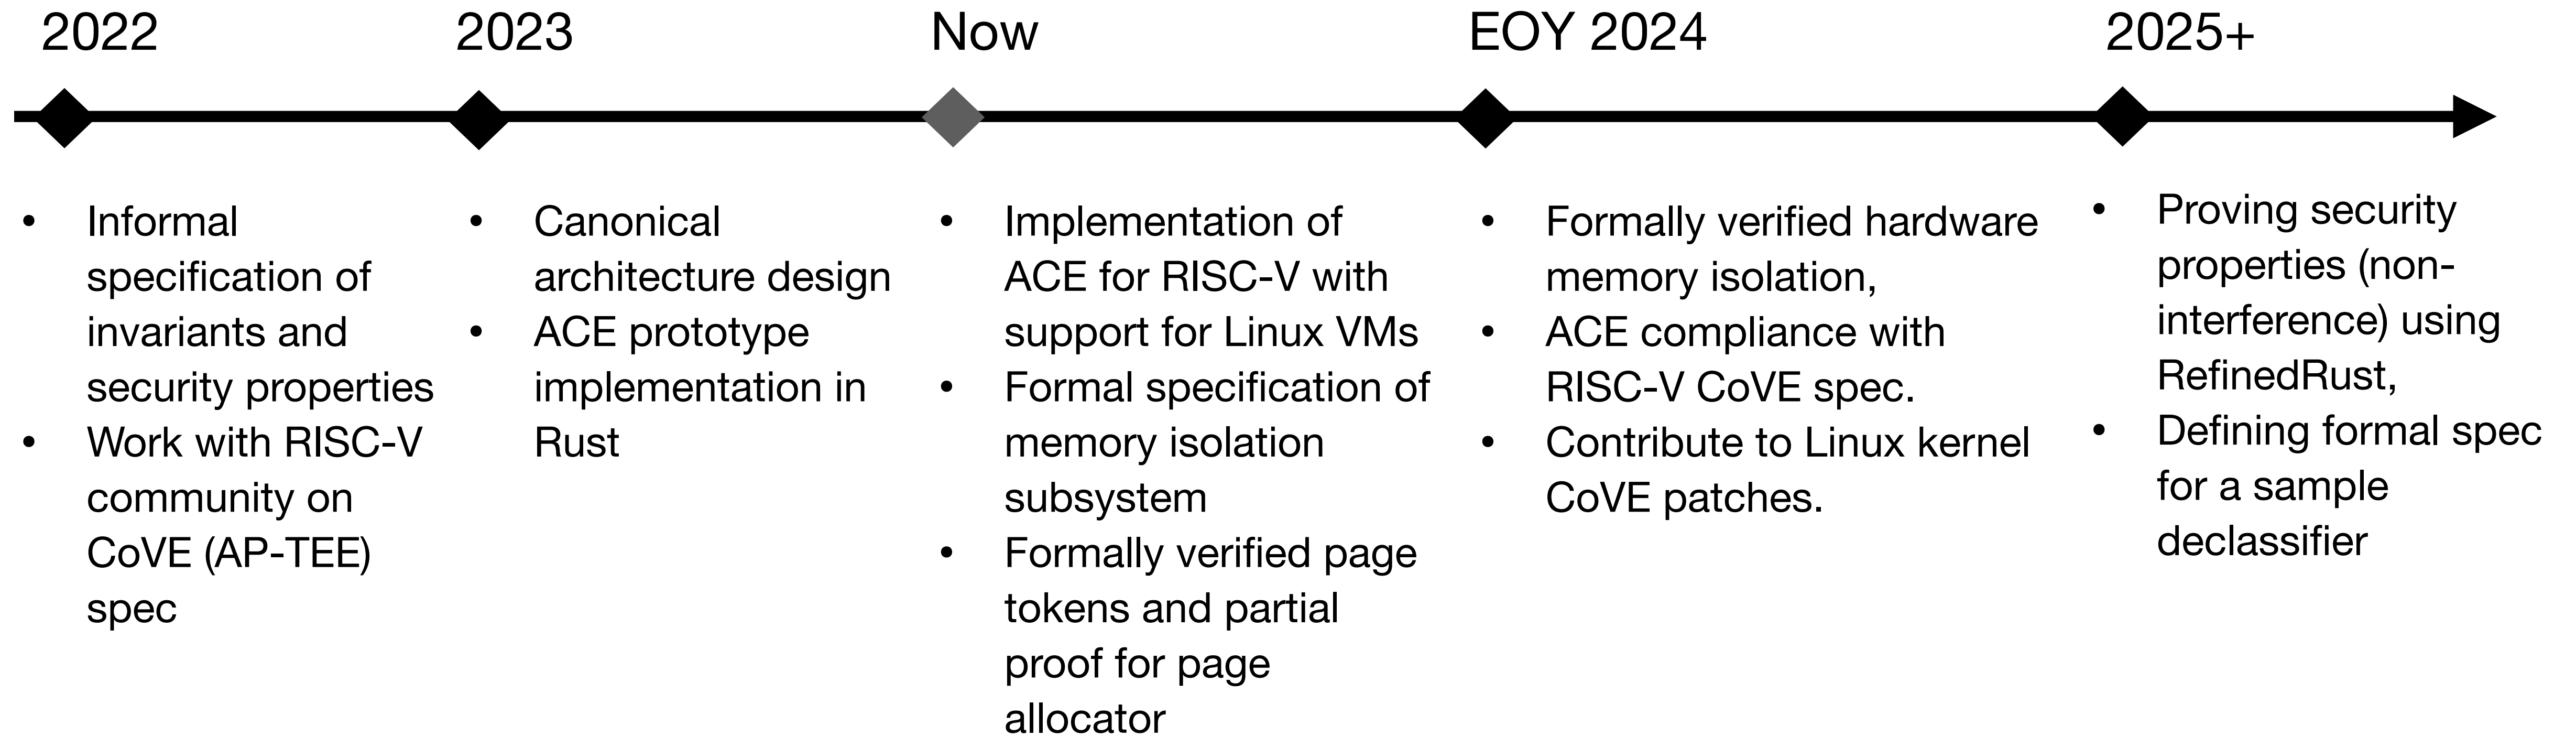 2022
2023
Now
EOY 2024
2025+
• Informal
specification of
invariants and
security properties
• Work with RISC-V
community on
CoVE (AP-TEE)
spec
• Canonical
architecture design
• ACE prototype
implementation in
Rust
• Implementation of
ACE for RISC-V with
support for Linux VMs
• Formal specification of
memory isolation
subsystem
• Formally verified page
tokens and partial
proof for page
allocator
• Formally verified hardware
memory isolation,
• ACE compliance with
RISC-V CoVE spec.
• Contribute to Linux kernel
CoVE patches.
• Proving security
properties (non-
interference) using
RefinedRust,
• Defining formal spec
for a sample
declassifier